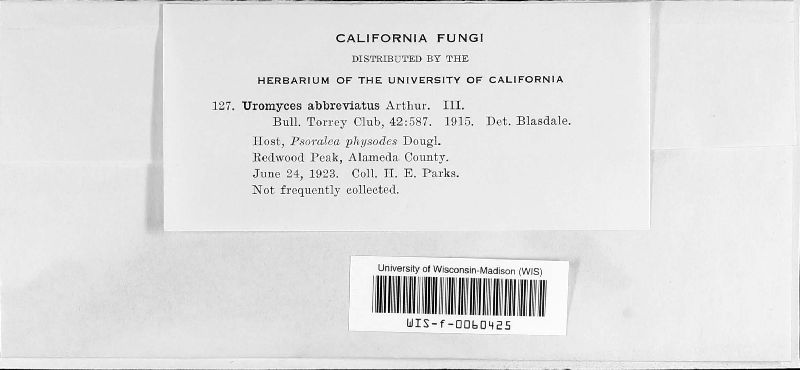 CALIFORNIA FUNGI
DISTRIBUTED BY THE
HERBARIUM OF THE UNIVERSITY OF CALIFORNIA
127. Uromyces abbreviatus Arthur. III.
Bull. Torrey Club, 42:587. 1915. Det. Blasdale.
Host, Psoralea physodes Dougl.
Redwood Peak, Alameda County.
June 24, 1923. Coll. H. E. Parks.
Not frequently collected.
University of Wisconsin-Madison (WIS)
WIS-f-0060425